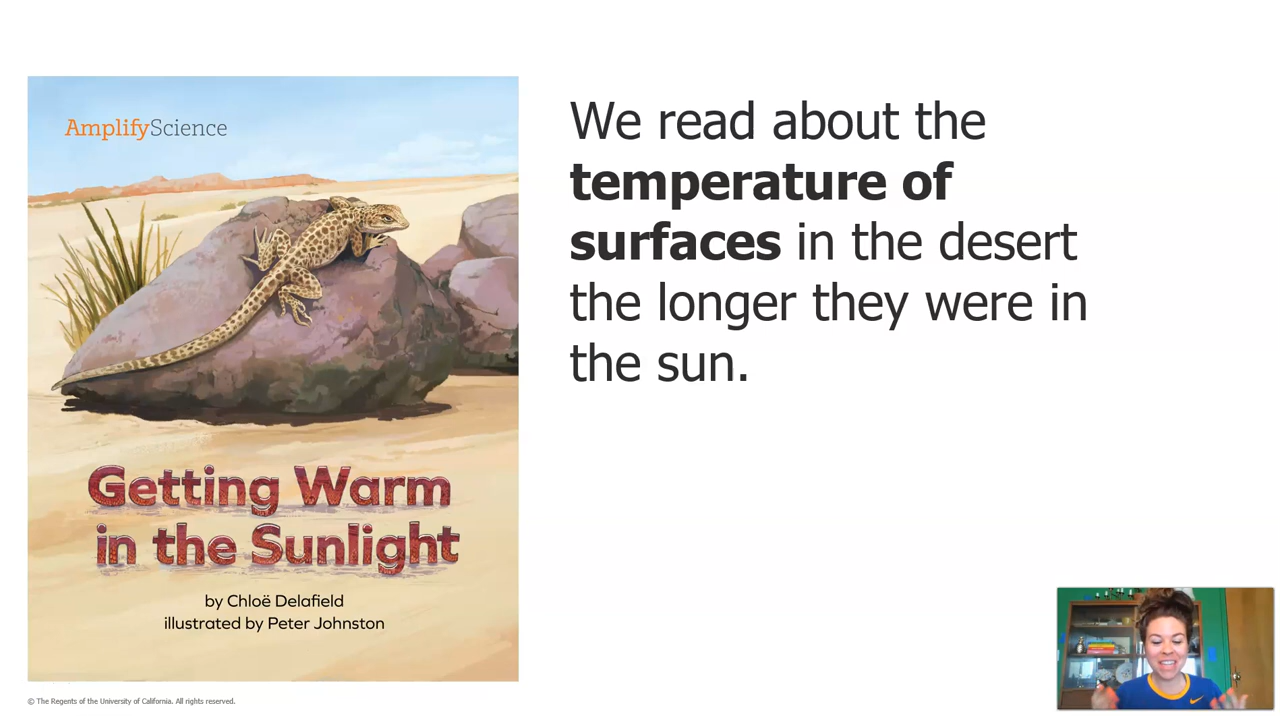 AmplifyScience
Getting Warm
in the Sunlight
by Chloë Delafield
illustrated by Peter Johnston
We read about the
temperature of
surfaces in the desert
the longer they were in
the sun.
© The Regents of the University of California. All rights reserved.